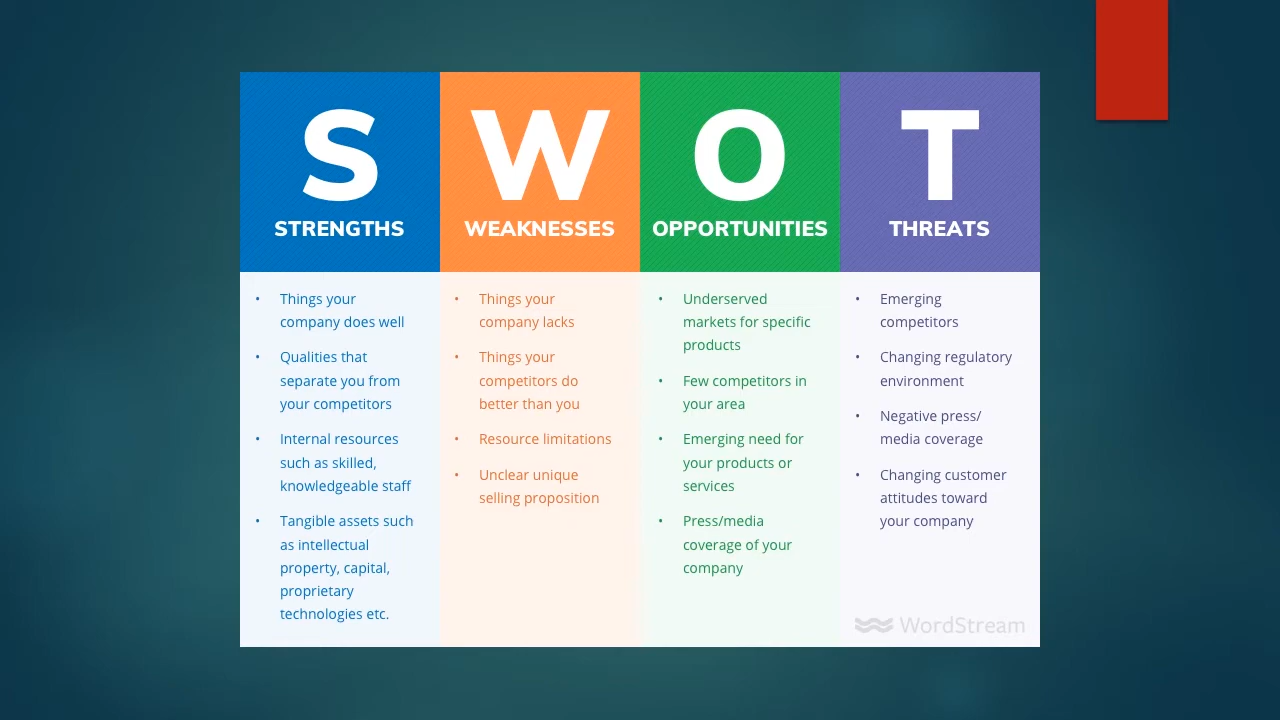 S
STRENGTHS
• Things your
company does well
• Qualities that
separate you from
your competitors
• Internal resources
such as skilled,
knowledgeable staff
• Tangible assets such
as intellectual
property, capital,
proprietary
technologies etc.
W
WEAKNESSES
• Things your
company lacks
• Things your
competitors do
better than you
• Resource limitations
• Unclear unique
selling proposition
O
OPPORTUNITIES
• Underserved
markets for specific
products
• Few competitors in
your area
• Emerging need for
your products or
services
• Press/media
coverage of your
company
T
THREATS
• Emerging
competitors
• Changing regulatory
environment
• Negative press/
media coverage
• Changing customer
attitudes toward
your company
WordStream